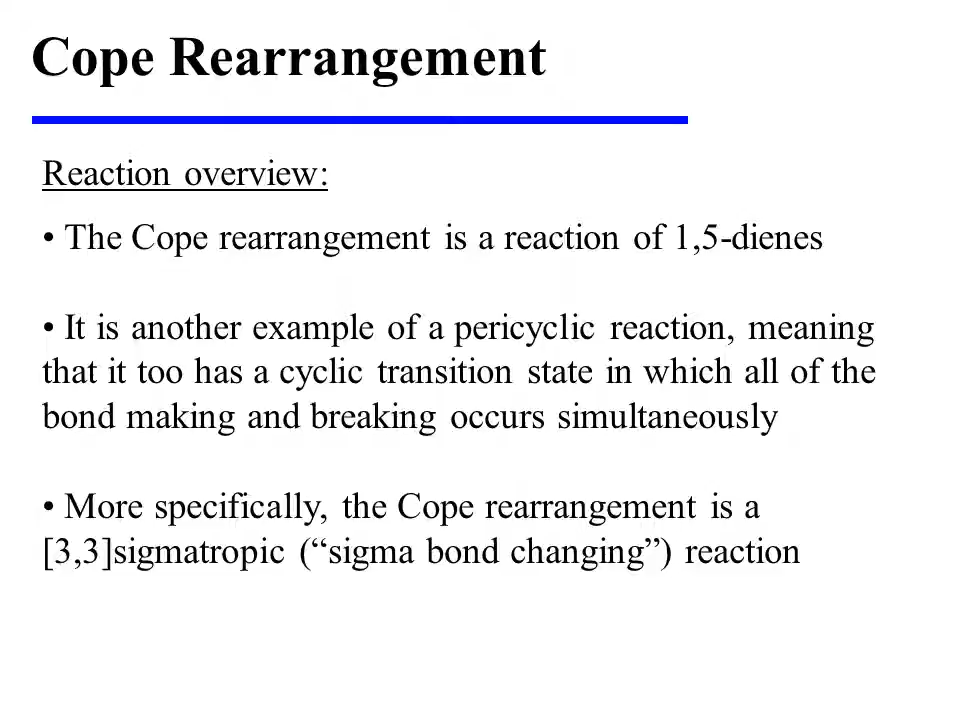 Cope Rearrangement
Reaction overview:
• The Cope rearrangement is a reaction of 1,5-dienes
• It is another example of a pericyclic reaction, meaning
that it too has a cyclic transition state in which all of the
bond making and breaking occurs simultaneously
• More specifically, the Cope rearrangement is a
[3,3]sigmatropic (“sigma bond changing”) reaction